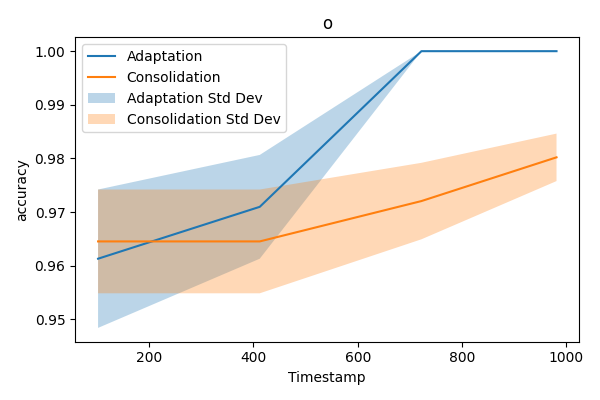 o
1.00
0.99
0.98
0.97
0.96
0.95
accuracy
Adaptation
Consolidation
Adaptation Std Dev
Consolidation Std Dev
200
400
600
800
1000
Timestamp